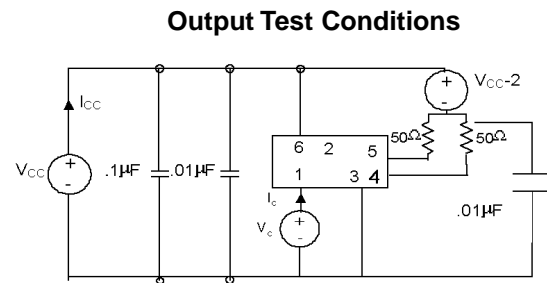 Output Test Conditions
VCC-2
+
-
ICC
50Ω
50Ω
6 2 5
VCC
+
-
.1µF
.01µF
1 3 4
Ic
.01µF
Vc
+
-